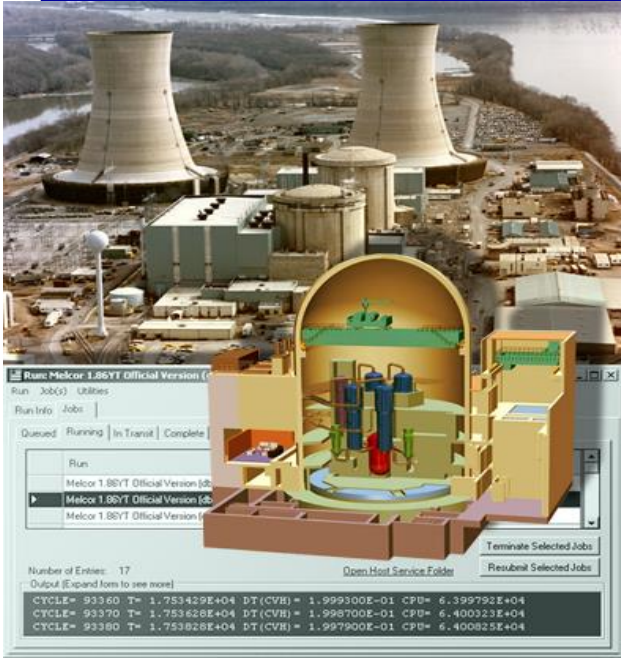 Run: Melcor 1.86YT Official Version (
Run Job(s) Utilities
Run Info Jobs
Queued Running In Transit Complete
Run
Melcor 1.86YT Official Version (db
Melcor 1.86YT Official Version (db
Melcor 1.86YT Official Version (db
Terminate Selected Jobs
Number of Entries: 17 Open Host Service Folder Resubmit Selected Jobs
Output (Expand form to see more)
CYCLE= 93360 T= 1.753429E+04 DT(CVH)= 1.999300E-01 CPU= 6.399792E+04
CYCLE= 93370 T= 1.753628E+04 DT(CVH)= 1.998700E-01 CPU= 6.400323E+04
CYCLE= 93380 T= 1.753828E+04 DT(CVH)= 1.997900E-01 CPU= 6.400825E+04